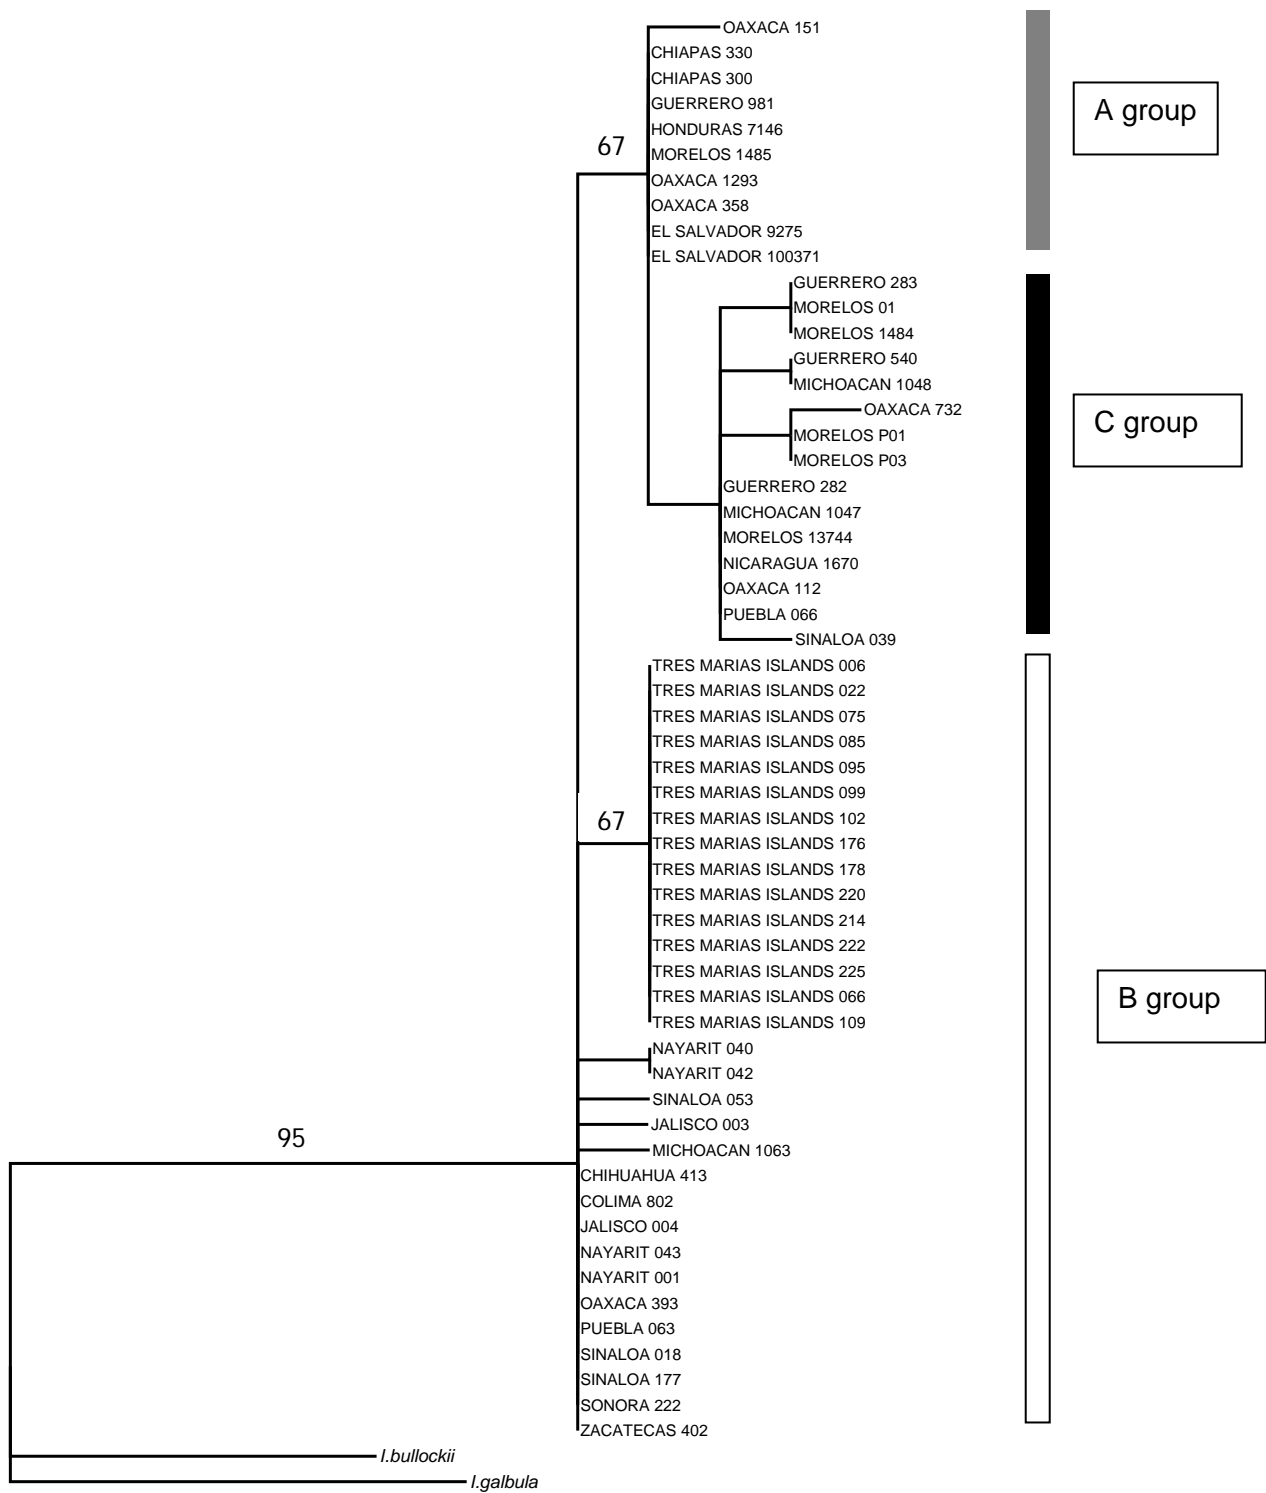 OAXACA 151
CHIAPAS 330
CHIAPAS 300
GUERRERO 981
HONDURAS 7146
MORELOS 1485
OAXACA 1293
OAXACA 358
EL SALVADOR 9275
EL SALVADOR 100371
67
A group
GUERRERO 283
MORELOS 01
MORELOS 1484
GUERRERO 540
MICHOACAN 1048
OAXACA 732
MORELOS P01
MORELOS P03
GUERRERO 282
MICHOACAN 1047
MORELOS 13744
NICARAGUA 1670
OAXACA 112
PUEBLA 066
SINALOA 039
C group
TRES MARIAS ISLANDS 006
TRES MARIAS ISLANDS 022
TRES MARIAS ISLANDS 075
TRES MARIAS ISLANDS 085
TRES MARIAS ISLANDS 095
TRES MARIAS ISLANDS 099
TRES MARIAS ISLANDS 102
TRES MARIAS ISLANDS 176
TRES MARIAS ISLANDS 178
TRES MARIAS ISLANDS 220
TRES MARIAS ISLANDS 214
TRES MARIAS ISLANDS 222
TRES MARIAS ISLANDS 225
TRES MARIAS ISLANDS 066
TRES MARIAS ISLANDS 109
67
B group
NAYARIT 040
NAYARIT 042
SINALOA 053
JALISCO 003
MICHOACAN 1063
95
CHIHUAHUA 413
COLIMA 802
JALISCO 004
NAYARIT 043
NAYARIT 001
OAXACA 393
PUEBLA 063
SINALOA 018
SINALOA 177
SONORA 222
ZACATECAS 402
I.bullockii
I.galbula